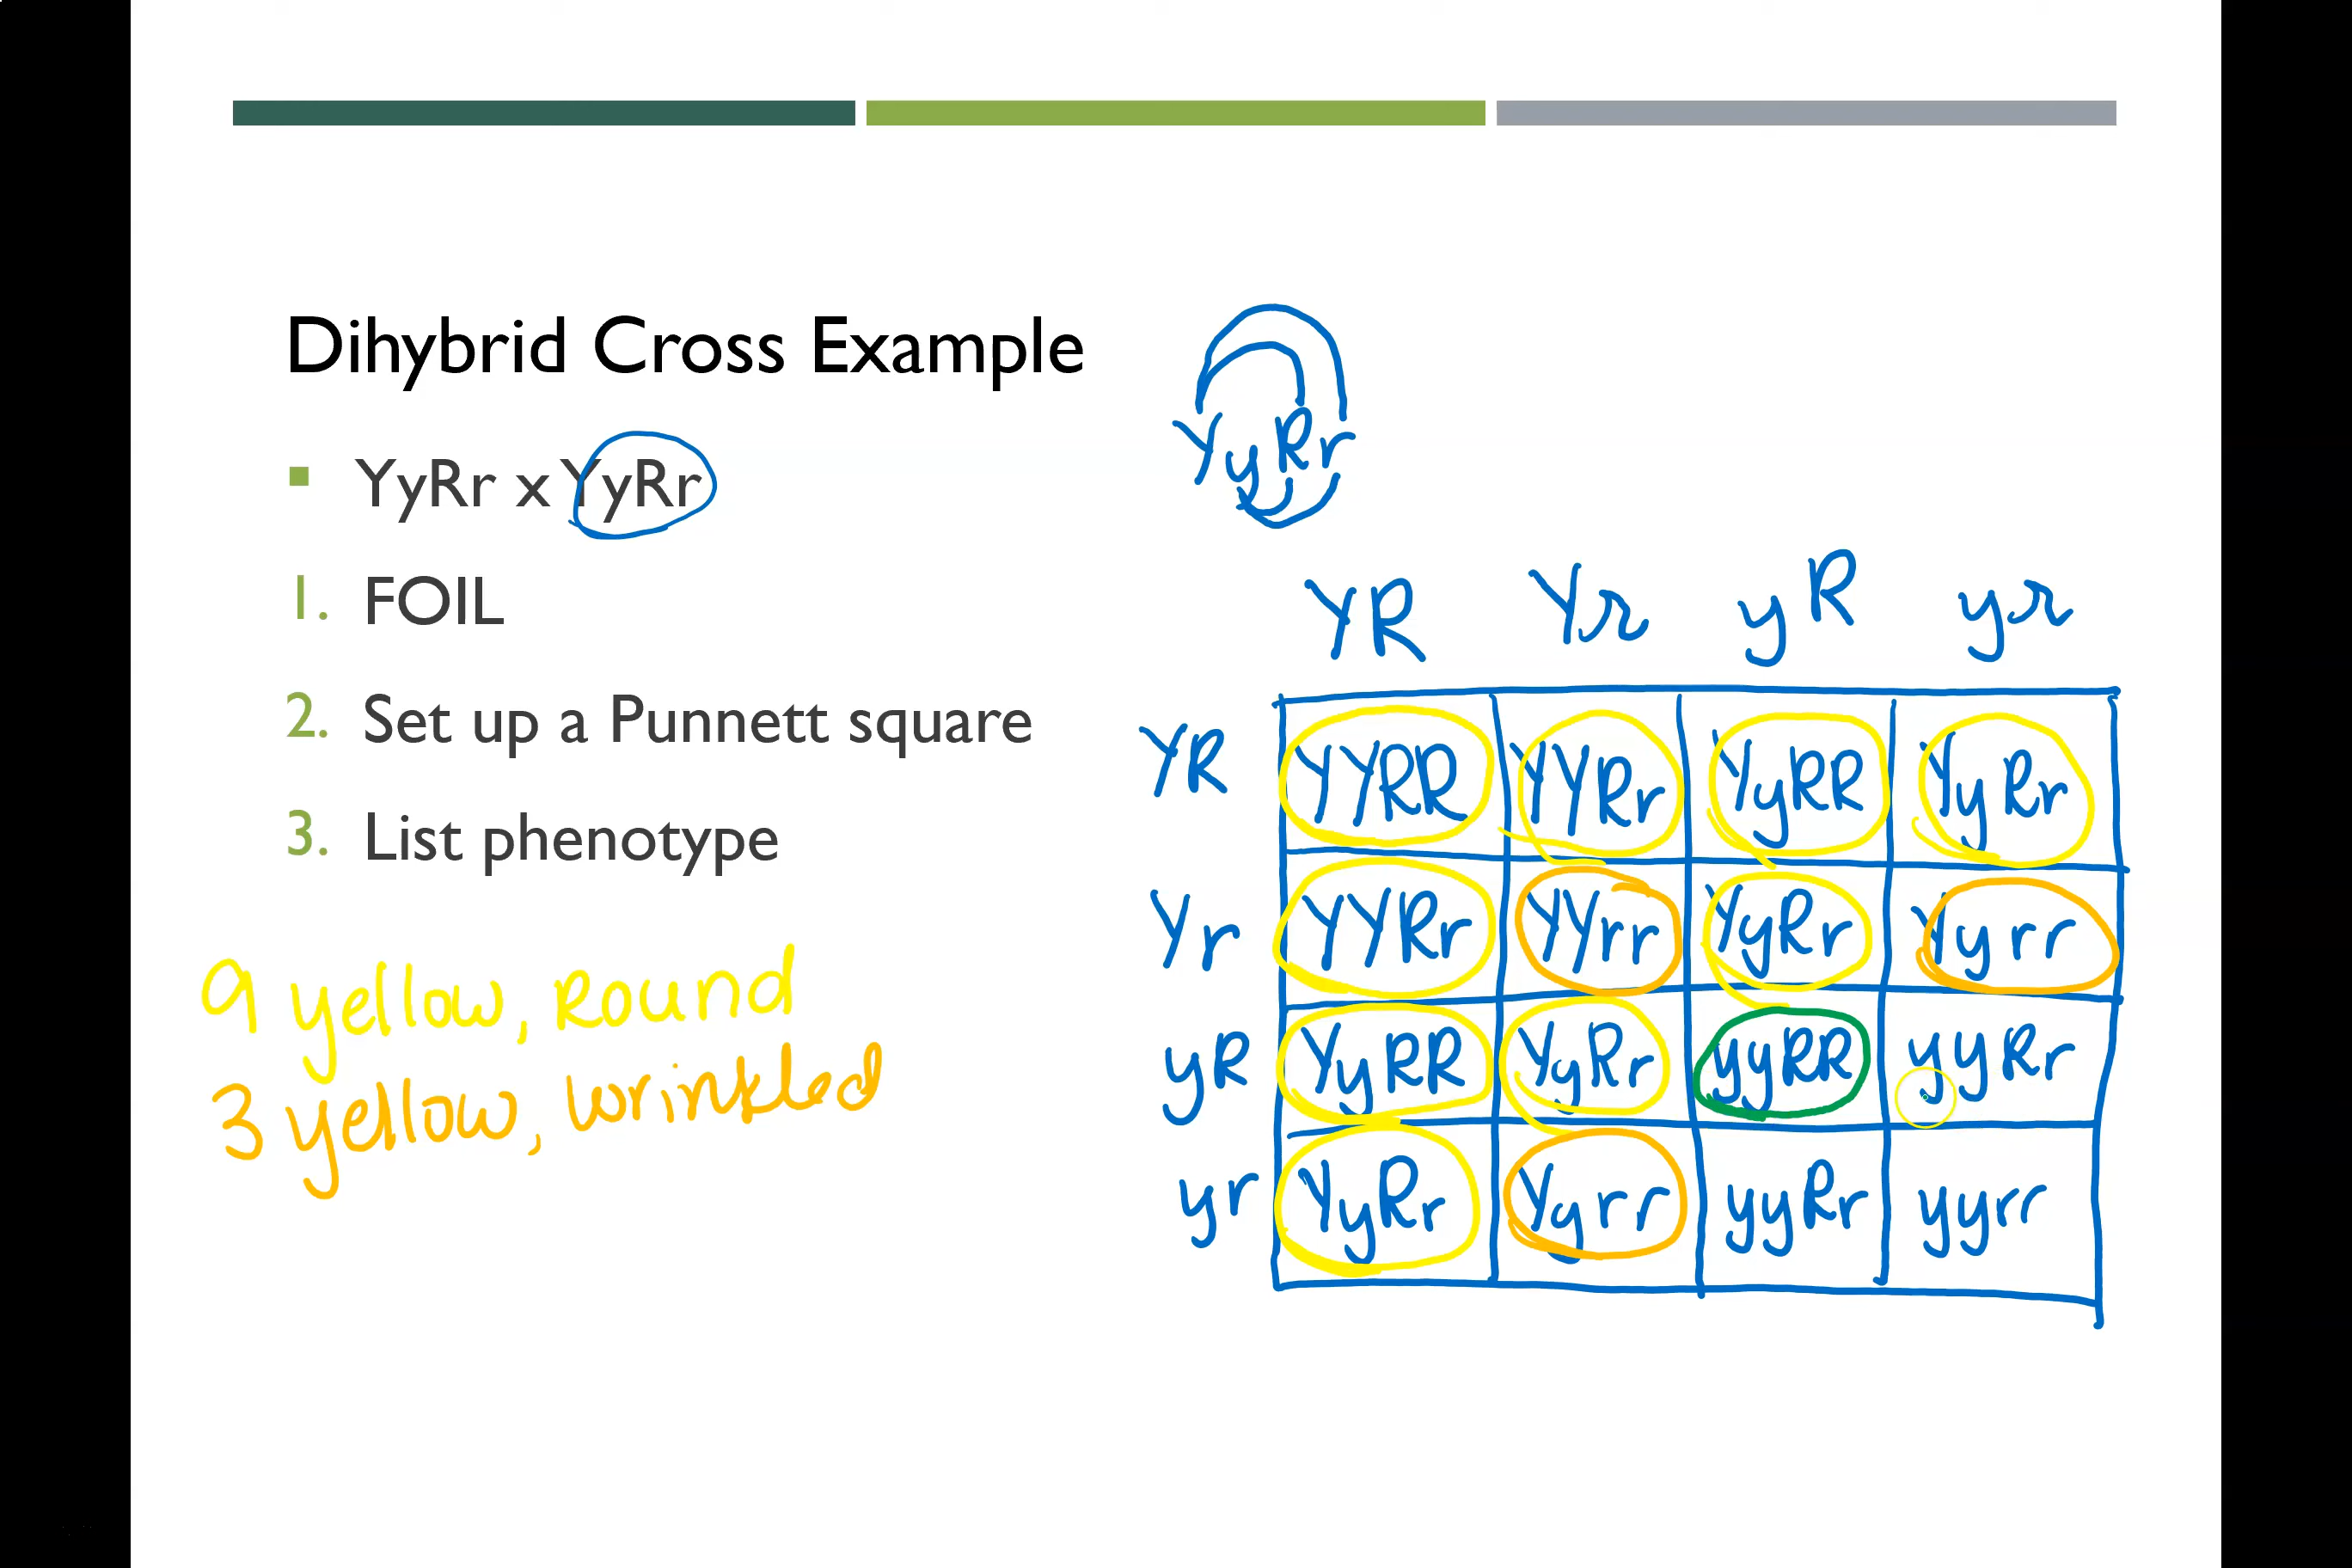 Dihybrid Cross Example
YyRr x YyRr
1. FOIL
2. Set up a Punnett square
3. List phenotype
9 yellow, Round
3 yellow, wrinkled
YyRr
YR Yr yR yr
YR YYRR YYRr YyRR YyRr
Yr YYRr YYrr YyRr Yyrr
yR YyRR YyRr yyRR yyRr
yr YyRr Yyrr yyRr yyrr